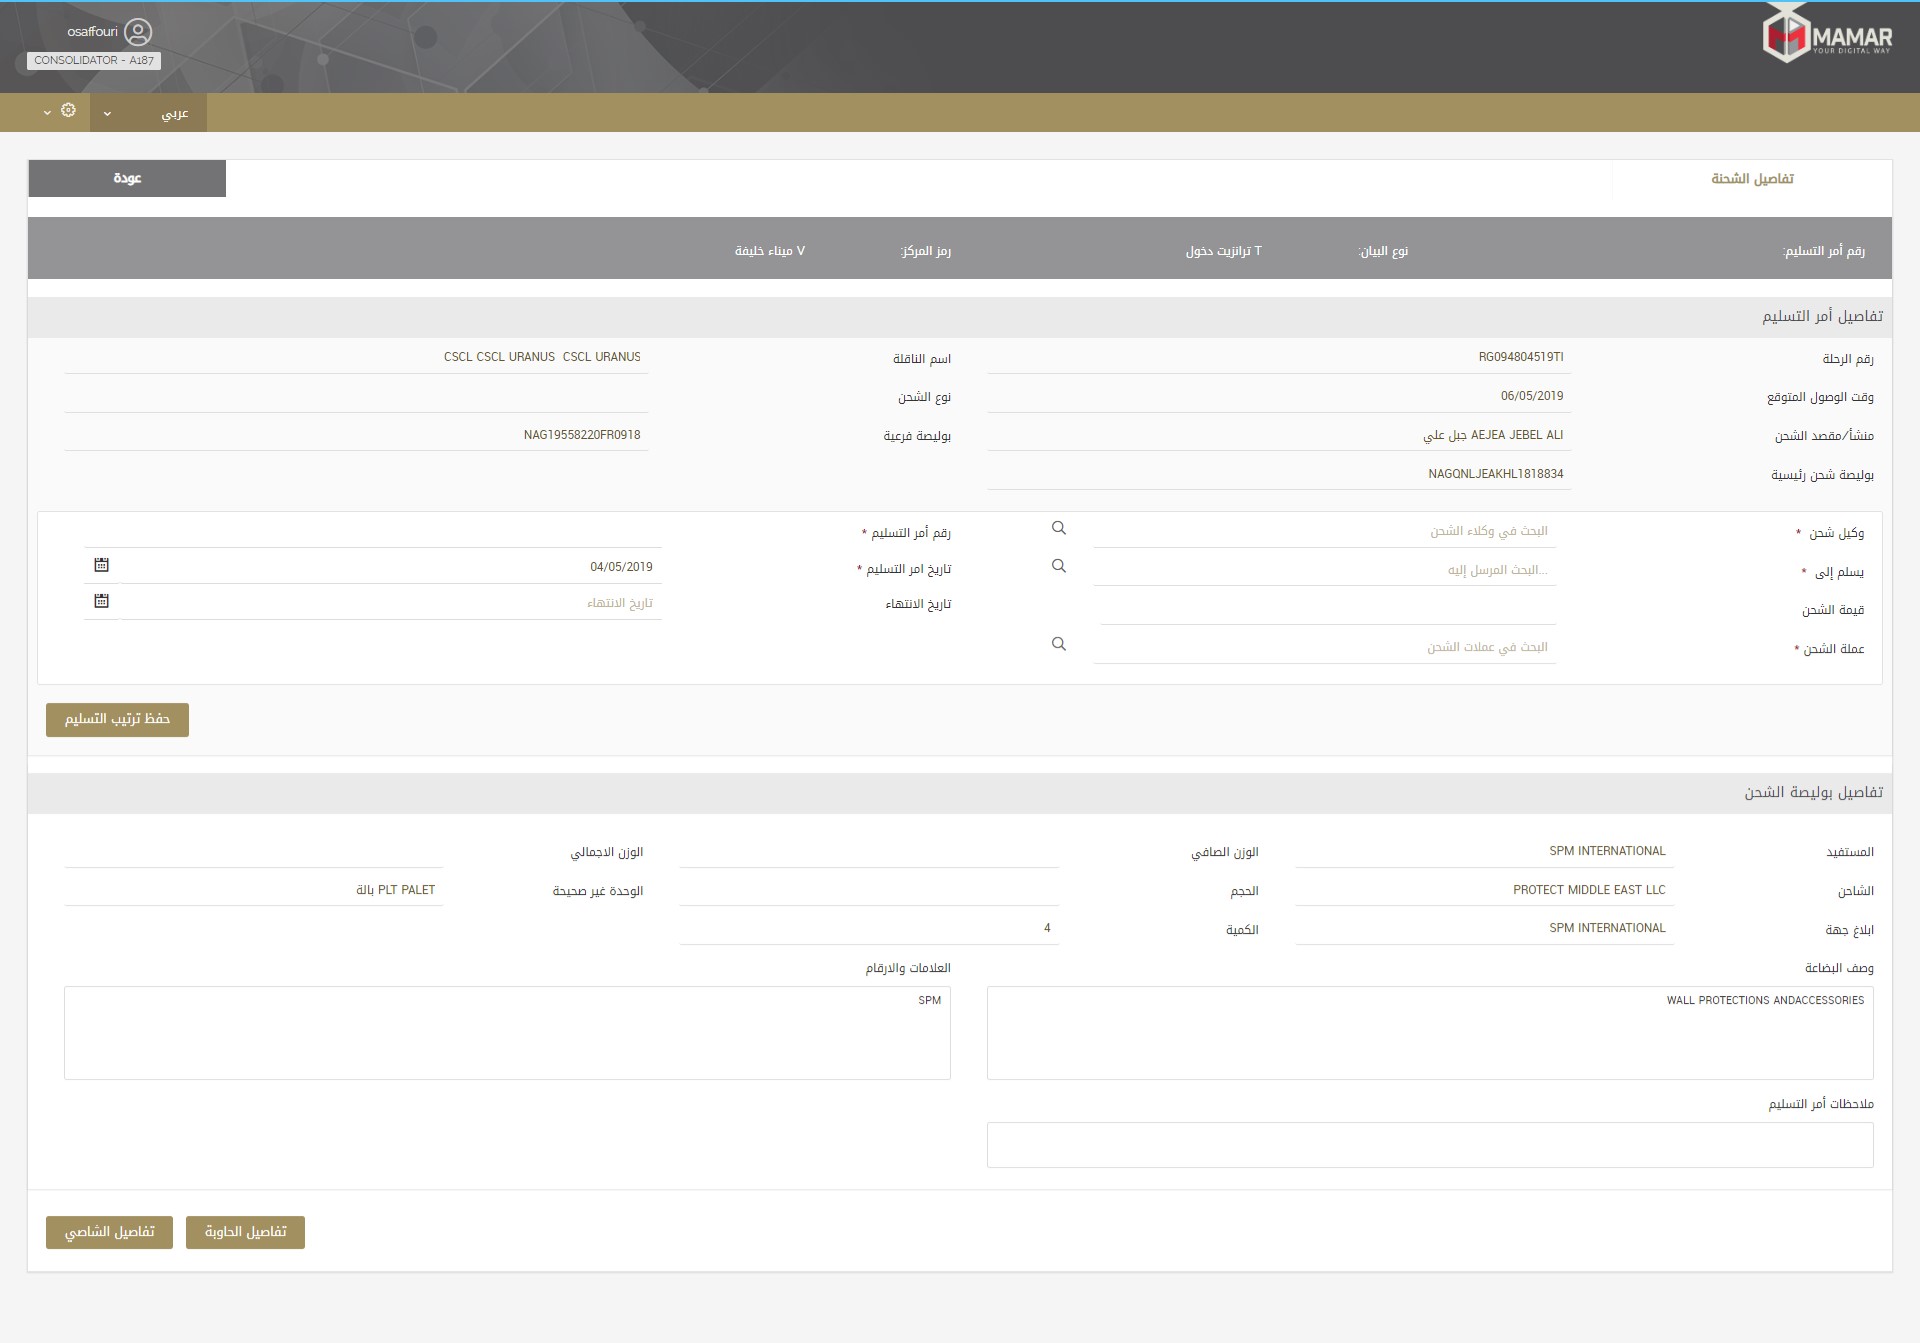 osaffouri
CONSOLIDATOR - A187
MAMAR
YOUR DIGITAL WAY
عربي
تفاصيل الشحنة
عودة
رقم أمر التسليم:
نوع البيان: T ترانزيت دخول
رمز المركز: V ميناء خليفة
تفاصيل أمر التسليم
رقم الرحلة RG094804519TI
اسم الناقلة CSCL CSCL URANUS CSCL URANUS
وقت الوصول المتوقع 06/05/2019
نوع الشحن
منشأ/مقصد الشحن AEJEA JEBEL ALI جبل علي
بوليصة فرعية NAG19558220FR0918
بوليصة شحن رئيسية NAGQNLJEAKHL1818834
وكيل شحن * البحث في وكلاء الشحن
رقم أمر التسليم *
يسلم إلى * البحث المرسل إليه...
تاريخ امر التسليم * 04/05/2019
قيمة الشحن
تاريخ الانتهاء تاريخ الانتهاء
عملة الشحن * البحث في عملات الشحن
حفظ ترتيب التسليم
تفاصيل بوليصة الشحن
المستفيد SPM INTERNATIONAL
الوزن الصافي
الوزن الاجمالي
الشاحن PROTECT MIDDLE EAST LLC
الحجم
الوحدة غير صحيحة PLT PALET بالة
ابلاغ جهة SPM INTERNATIONAL
الكمية 4
وصف البضاعة
WALL PROTECTIONS ANDACCESSORIES
العلامات والارقام
SPM
ملاحظات أمر التسليم
تفاصيل الحاوية
تفاصيل الشاصي